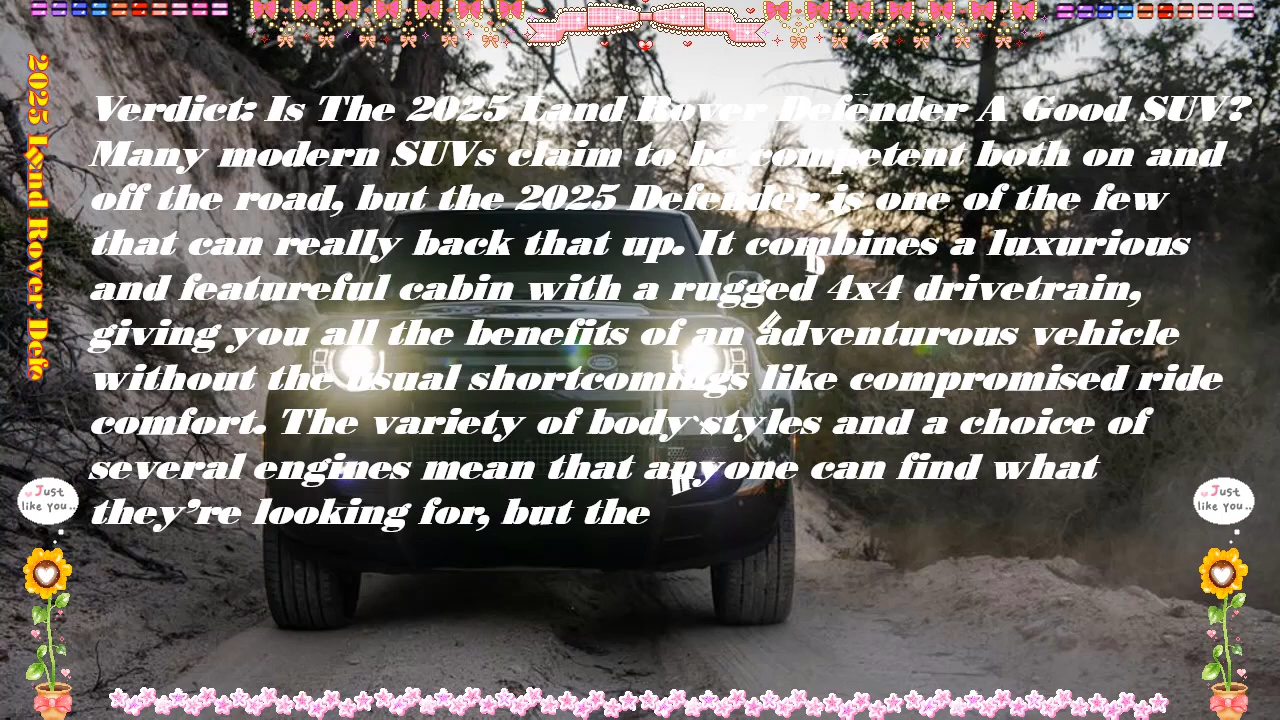 Verdict: Is The 2025 Land Rover Defender A Good SUV?
Many modern SUVs claim to be competent both on and
off the road, but the 2025 Defender is one of the few
that can really back that up. It combines a luxurious
and featureful cabin with a rugged 4x4 drivetrain,
giving you all the benefits of an adventurous vehicle
without the usual shortcomings like compromised ride
comfort. The variety of body styles and a choice of
several engines mean that anyone can find what
they’re looking for, but the
2025 Land Rover Defe
Just
like you..
Just
like you..